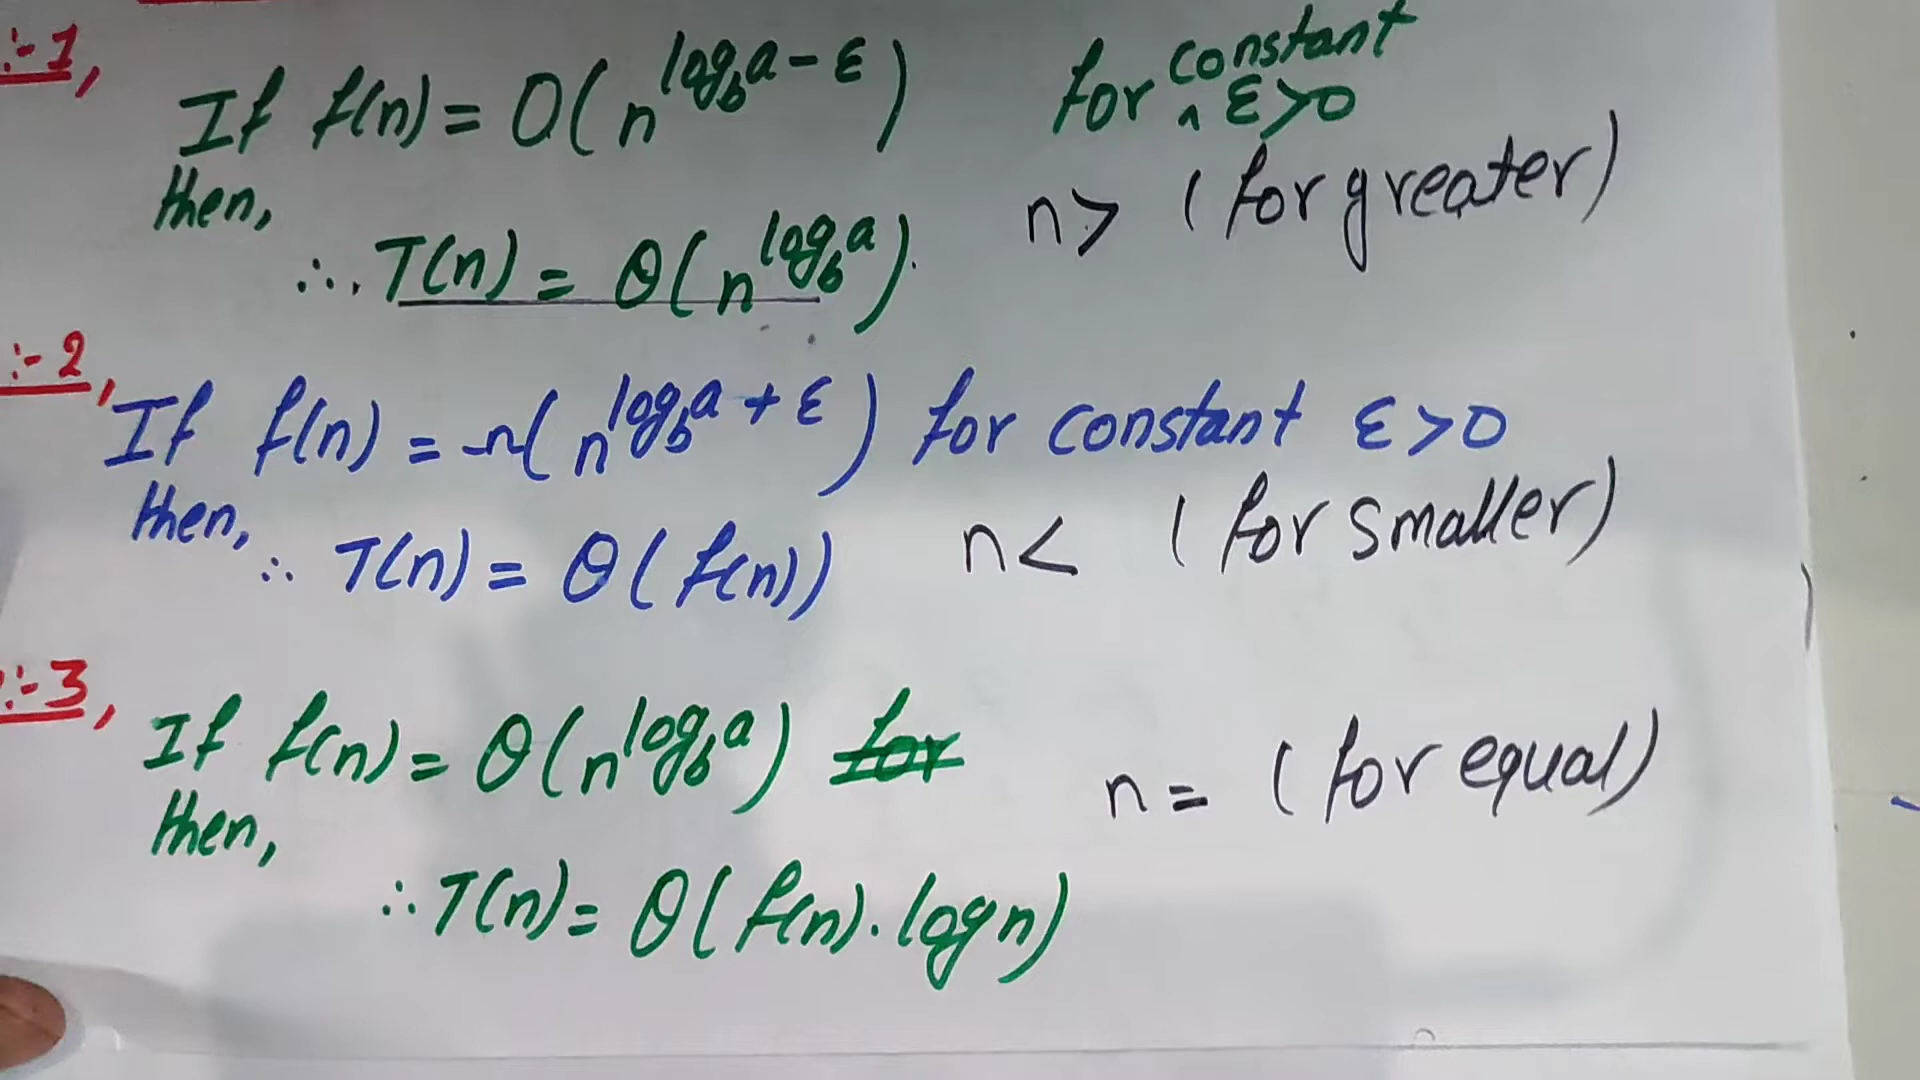 :-1,
If f(n) = O(n^(log_b a - ε)) for constant ε>0
then,
∴ T(n) = θ(n^(log_b a)). n> (for greater)
:-2,
If f(n) = Ω(n^(log_b a + ε)) for constant ε>0
then, ∴ T(n) = θ(f(n)) n< (for smaller)
:-3,
If f(n) = θ(n^(log_b a)) for n = (for equal)
then,
∴ T(n) = θ(f(n).logn)